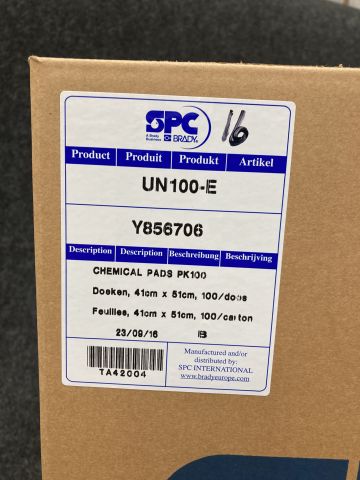 SPC
A Brady Business
BRADY
16
Product Produit Produkt Artikel
UN100-E
Y856706
Description Description Beschreibung Beschrijving
CHEMICAL PADS PK100
Doeken, 41cm x 51cm, 100/doos
Feuilles, 41cm x 51cm, 100/carton
23/09/16 B
TA42004
Manufactured and/or
distributed by:
SPC INTERNATIONAL
www.bradyeurope.com